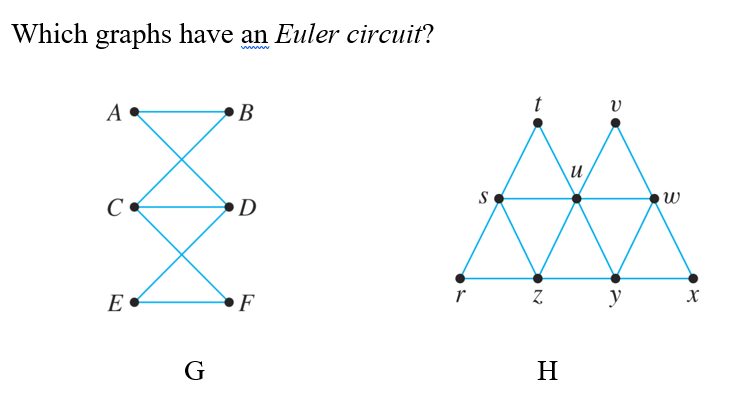 Which graphs have an Euler circuit?
A B
t v
u
C D
s w
E F
r z y x
G H